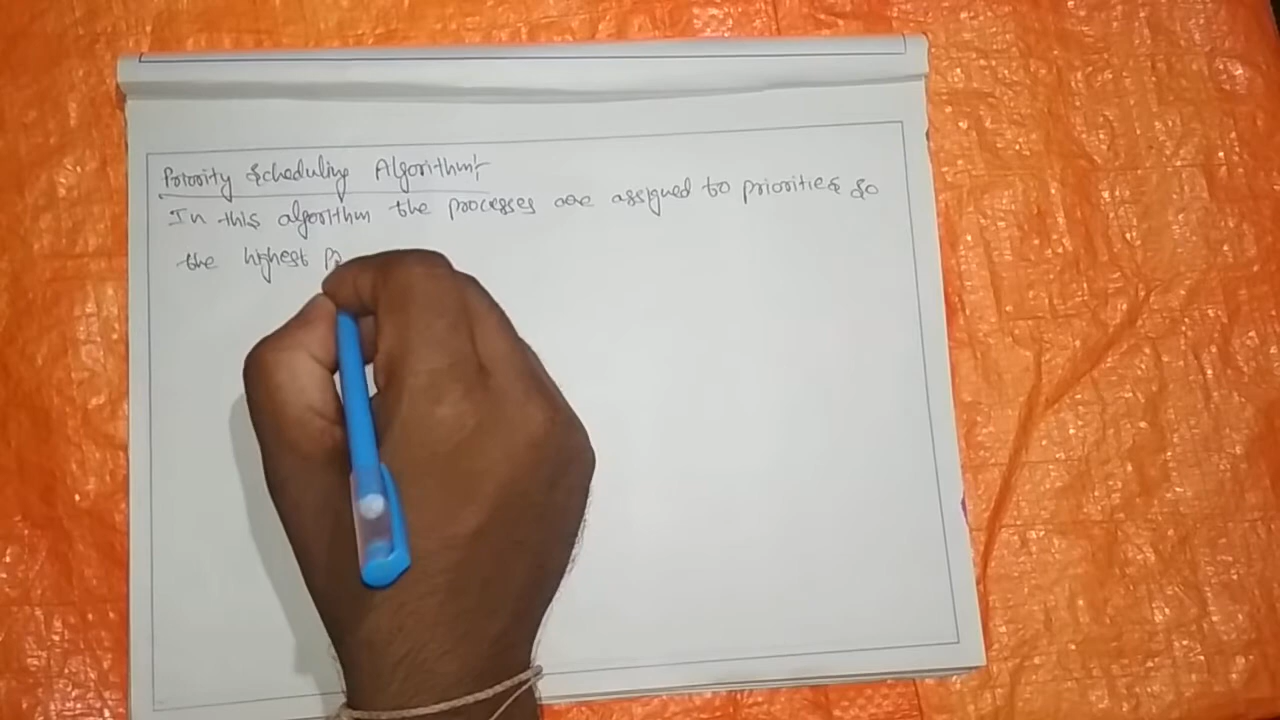 Priority Scheduling Algorithm:-
In this algorithm the processes are assigned to priorities so
the highest